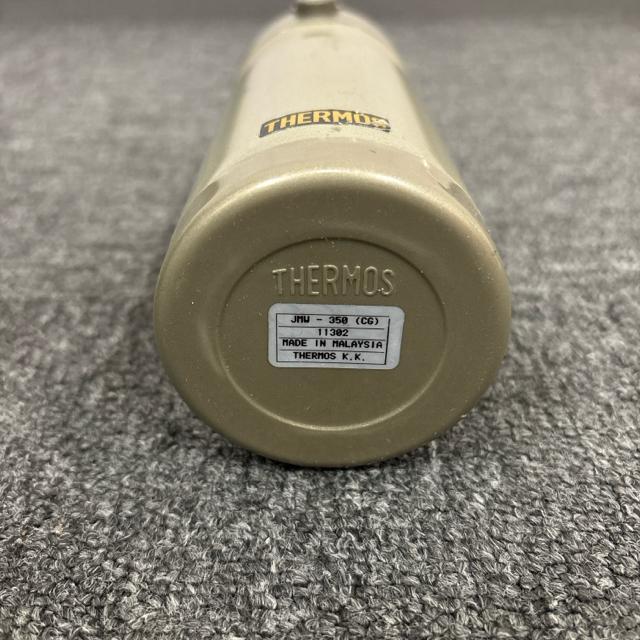 THERMOS
THERMOS
JMW - 350 (CG)
11302
MADE IN MALAYSIA
THERMOS K.K.